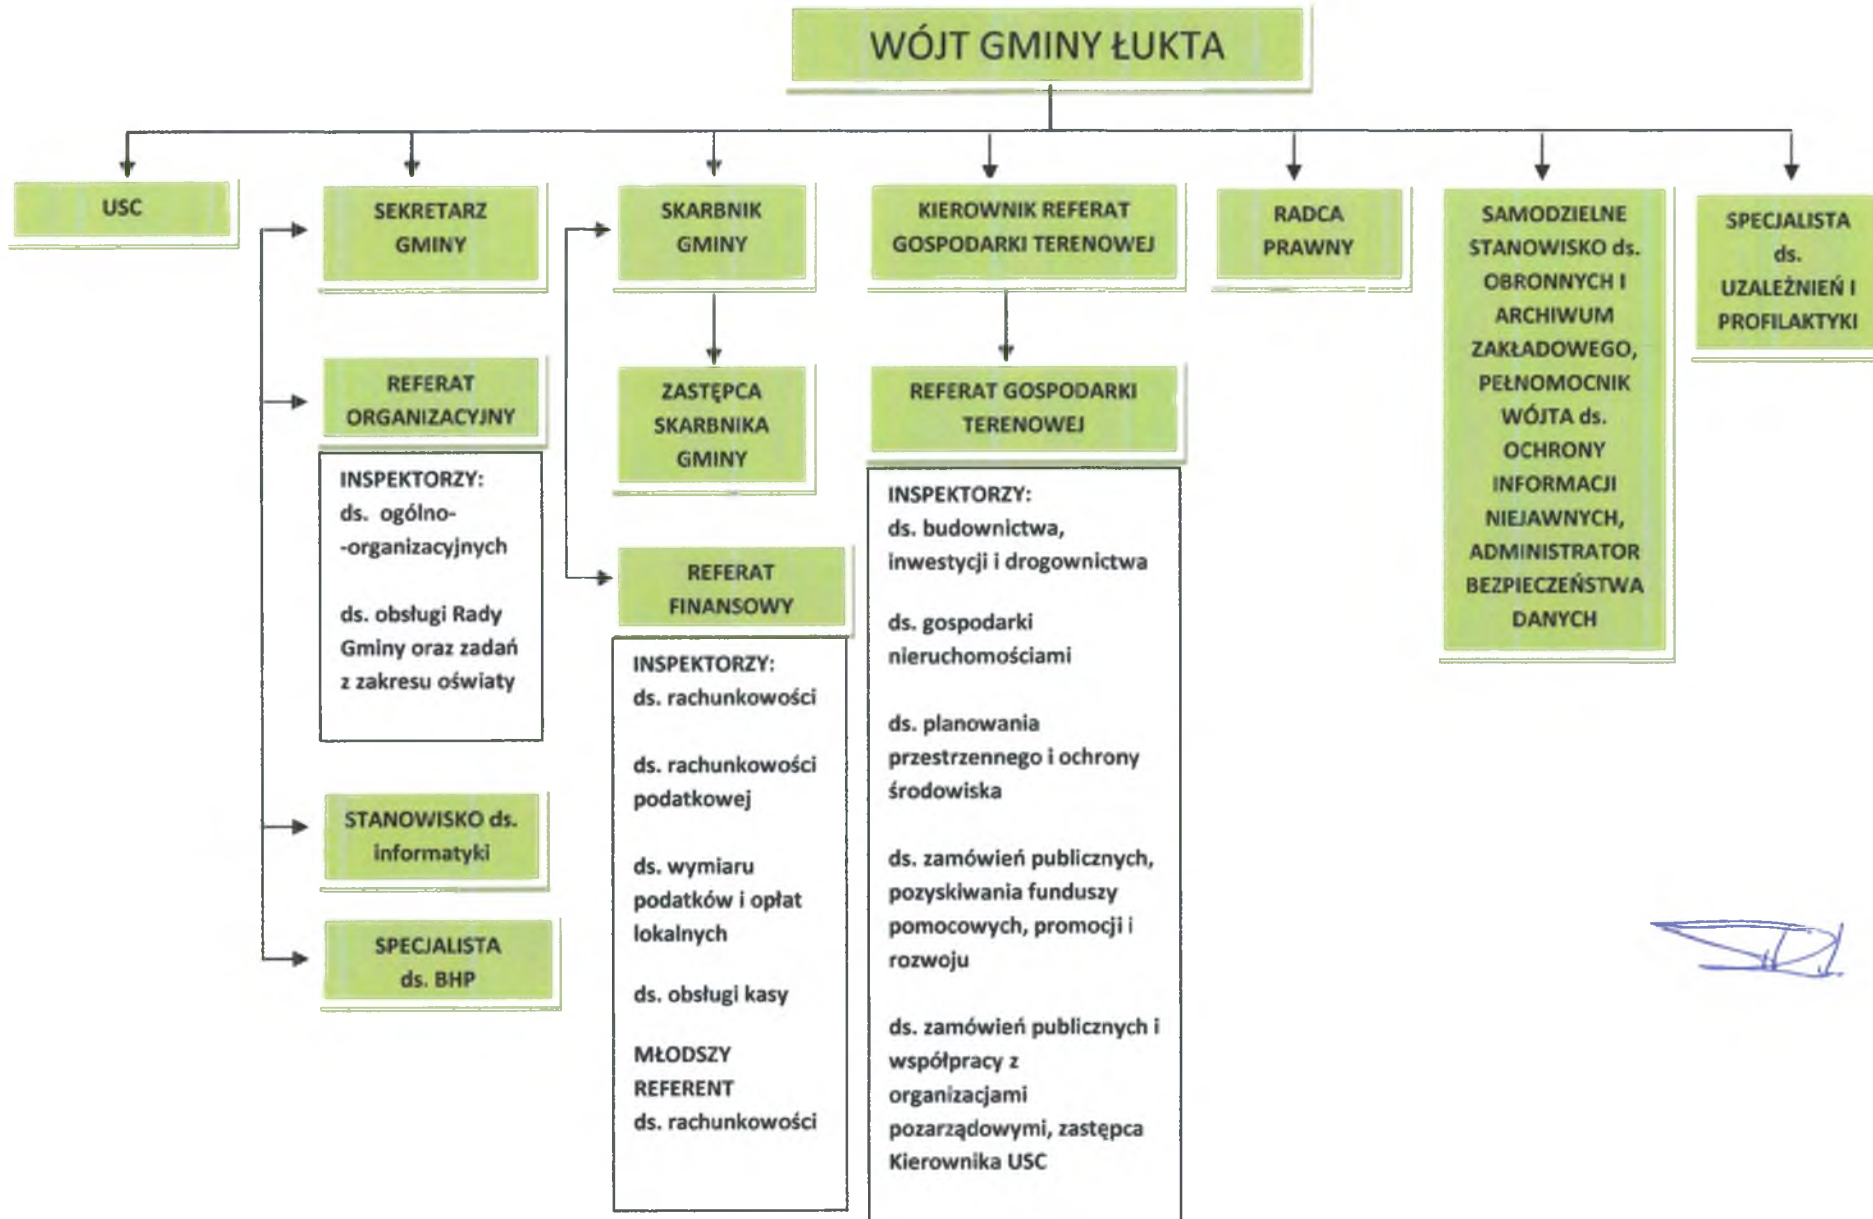 WÓJT GMINY ŁUKTA
USC
SEKRETARZ
GMINY
REFERAT
ORGANIZACYJNY
INSPEKTORZY:
ds. ogólno-
-organizacyjnych
ds. obsługi Rady
Gminy oraz zadań
z zakresu oświaty
STANOWISKO ds.
informatyki
SPECJALISTA
ds. BHP
SKARBNIK
GMINY
ZASTĘPCA
SKARBNIKA
GMINY
REFERAT
FINANSOWY
INSPEKTORZY:
ds. rachunkowości
ds. rachunkowości
podatkowej
ds. wymiaru
podatków i opłat
lokalnych
ds. obsługi kasy
MŁODSZY
REFERENT
ds. rachunkowości
KIEROWNIK REFERAT
GOSPODARKI TERENOWEJ
REFERAT GOSPODARKI
TERENOWEJ
INSPEKTORZY:
ds. budownictwa,
inwestycji i drogownictwa
ds. gospodarki
nieruchomościami
ds. planowania
przestrzennego i ochrony
środowiska
ds. zamówień publicznych,
pozyskiwania funduszy
pomocowych, promocji i
rozwoju
ds. zamówień publicznych i
współpracy z
organizacjami
pozarządowymi, zastępca
Kierownika USC
RADCA
PRAWNY
SAMODZIELNE
STANOWISKO ds.
OBRONNYCH I
ARCHIWUM
ZAKŁADOWEGO,
PEŁNOMOCNIK
WÓJTA ds.
OCHRONY
INFORMACJI
NIEJAWNYCH,
ADMINISTRATOR
BEZPIECZEŃSTWA
DANYCH
SPECJALISTA
ds.
UZALEŻNIEŃ I
PROFILAKTYKI